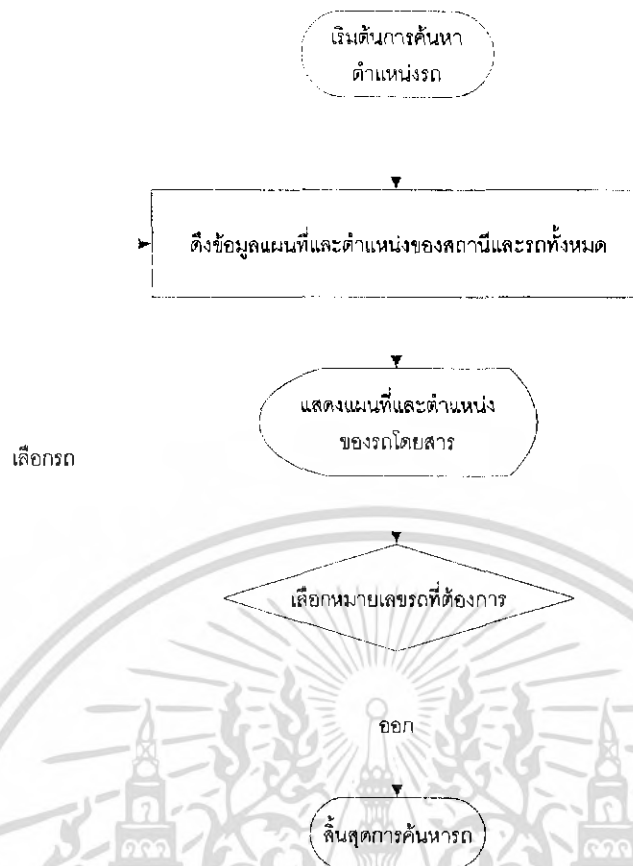 เริ่มต้นการค้นหา
ตำแหน่งรถ
ดึงข้อมูลแผนที่และตำแหน่งของสถานีและรถทั้งหมด
แสดงแผนที่และตำแหน่ง
ของรถโดยสาร
เลือกรถ
เลือกหมายเลขรถที่ต้องการ
ออก
สิ้นสุดการค้นหารถ